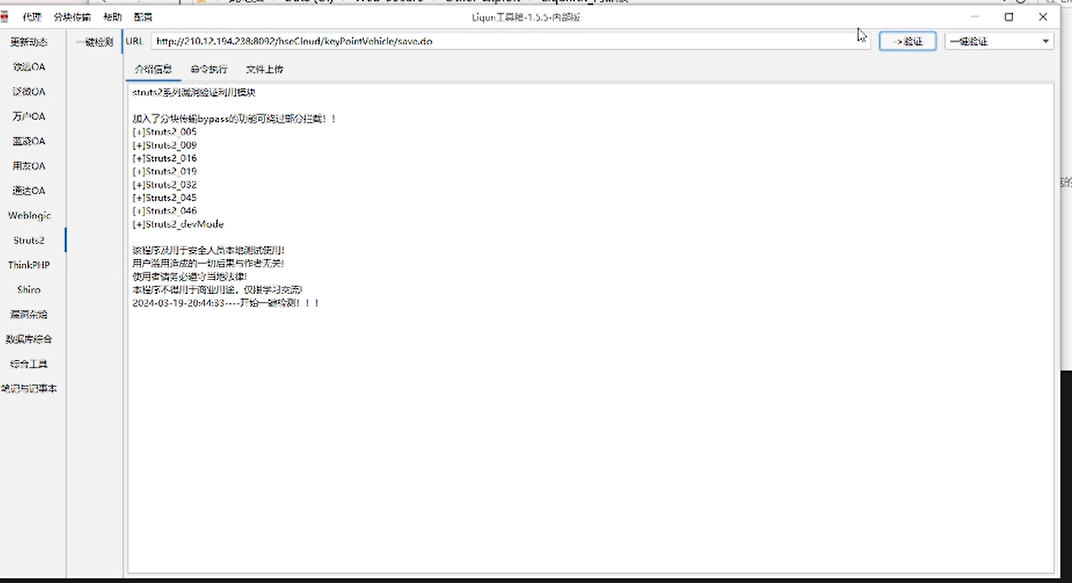 代理 分块传输 帮助 配置
Liqun工具箱-1.5.5-内部版
更新动态
一键检测
URL http://210.12.194.238:8092/hseCloud/keyPointVehicle/save.do
->验证
一键验证
介绍信息 命令执行 文件上传
致远OA
泛微OA
万户OA
蓝凌OA
用友OA
通达OA
Weblogic
Struts2
ThinkPHP
Shiro
漏洞杂烩
数据库综合
综合工具
笔记与记事本
struts2系列漏洞验证利用模块
加入了分块传输bypass的功能可绕过部分拦截！！
[+]Struts2_005
[+]Struts2_009
[+]Struts2_016
[+]Struts2_019
[+]Struts2_032
[+]Struts2_045
[+]Struts2_046
[+]Struts2_devMode
该程序及用于安全人员本地测试使用!
用户滥用造成的一切后果与作者无关!
使用者请务必遵守当地法律!
本程序不得用于商业用途，仅限学习交流!
2024-03-19-20:44:33----开始一键检测！！！